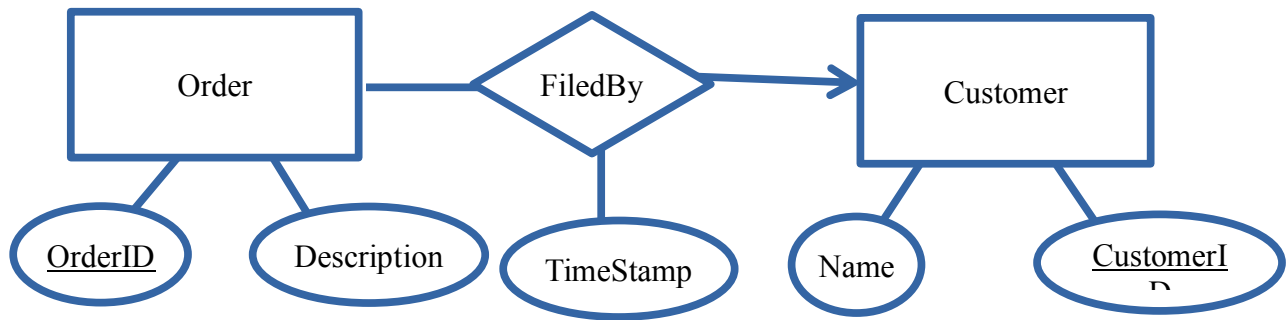 Order
FiledBy
Customer
OrderID
Description
TimeStamp
Name
CustomerI
D